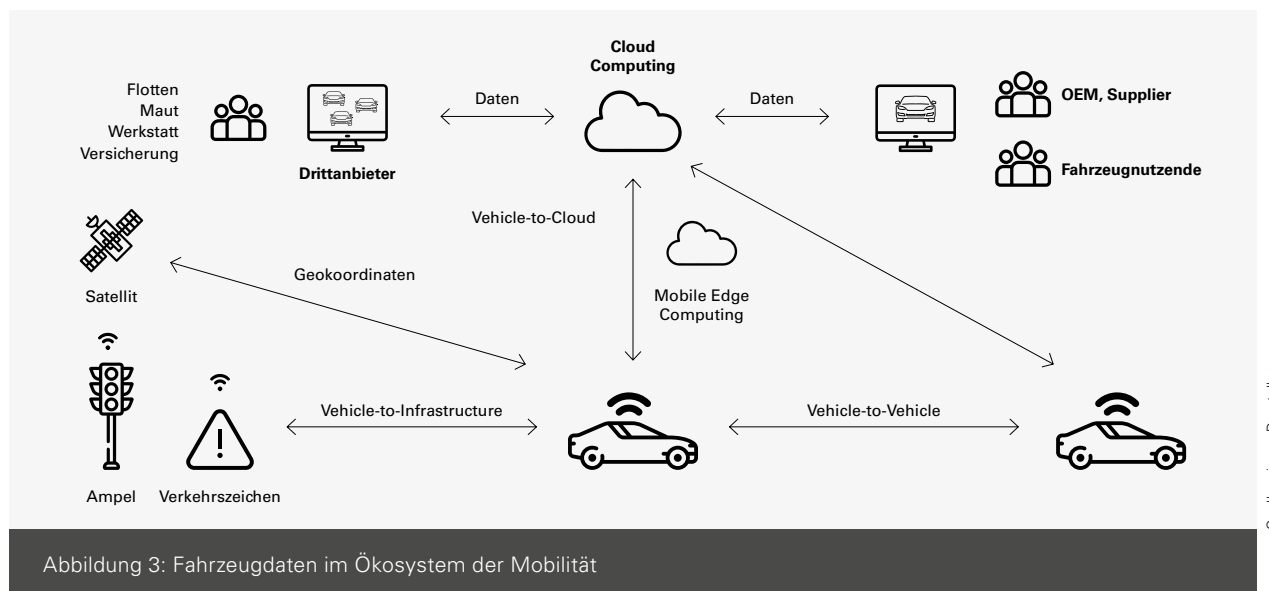 Cloud
Computing
Flotten
Maut
Werkstatt
Versicherung
Drittanbieter
Daten
Daten
OEM, Supplier
Fahrzeugnutzende
Vehicle-to-Cloud
Mobile Edge
Computing
Geokoordinaten
Satellit
Vehicle-to-Infrastructure
Vehicle-to-Vehicle
Ampel
Verkehrszeichen
Abbildung 3: Fahrzeugdaten im Ökosystem der Mobilität